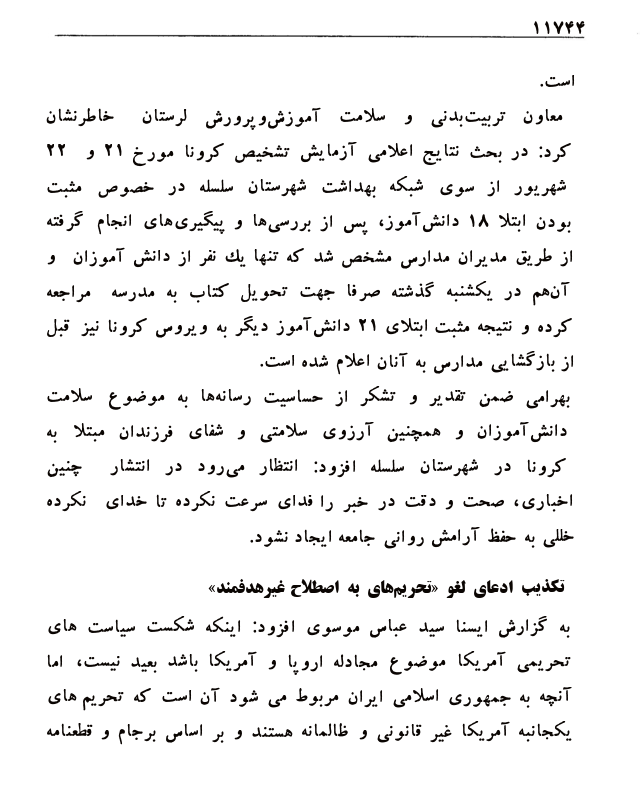 ۱۱۷۴۴
است.
معاون تربیت‌بدنی و سلامت آموزش‌وپرورش لرستان خاطرنشان
کرد: در بحث نتایج اعلامی آزمایش تشخیص کرونا مورخ ۲۱ و ۲۲
شهریور از سوی شبکه بهداشت شهرستان سلسله در خصوص مثبت
بودن ابتلا ۱۸ دانش‌آموز، پس از بررسی‌ها و پیگیری‌های انجام گرفته
از طریق مدیران مدارس مشخص شد که تنها یك نفر از دانش آموزان و
آن‌هم در یکشنبه گذشته صرفا جهت تحویل کتاب به مدرسه مراجعه
کرده و نتیجه مثبت ابتلای ۲۱ دانش‌آموز دیگر به ویروس کرونا نیز قبل
از بازگشایی مدارس به آنان اعلام شده است.
بهرامی ضمن تقدیر و تشکر از حساسیت رسانه‌ها به موضوع سلامت
دانش‌آموزان و همچنین آرزوی سلامتی و شفای فرزندان مبتلا به
کرونا در شهرستان سلسله افزود: انتظار می‌رود در انتشار چنین
اخباری، صحت و دقت در خبر را فدای سرعت نکرده تا خدای نکرده
خللی به حفظ آرامش روانی جامعه ایجاد نشود.
تکذیب ادعای لغو «تحریم‌های به اصطلاح غیرهدفمند»
به گزارش ایسنا سید عباس موسوی افزود: اینکه شکست سیاست های
تحریمی آمریکا موضوع مجادله اروپا و آمریکا باشد بعید نیست، اما
آنچه به جمهوری اسلامی ایران مربوط می شود آن است که تحریم های
یکجانبه آمریکا غیر قانونی و ظالمانه هستند و بر اساس برجام و قطعنامه